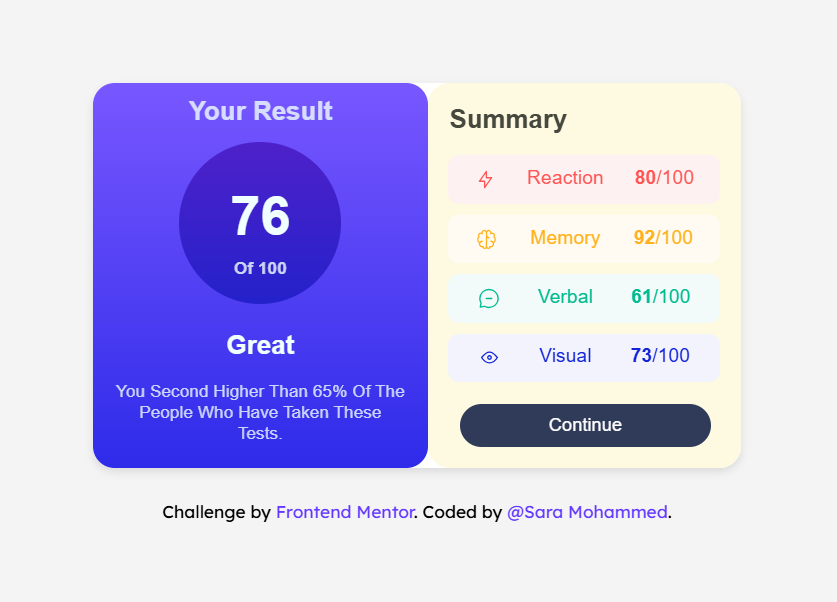 Your Result
76
Of 100
Great
You Second Higher Than 65% Of The
People Who Have Taken These
Tests.
Summary
Reaction 80/100
Memory 92/100
Verbal 61/100
Visual 73/100
Continue
Challenge by Frontend Mentor. Coded by @Sara Mohammed.